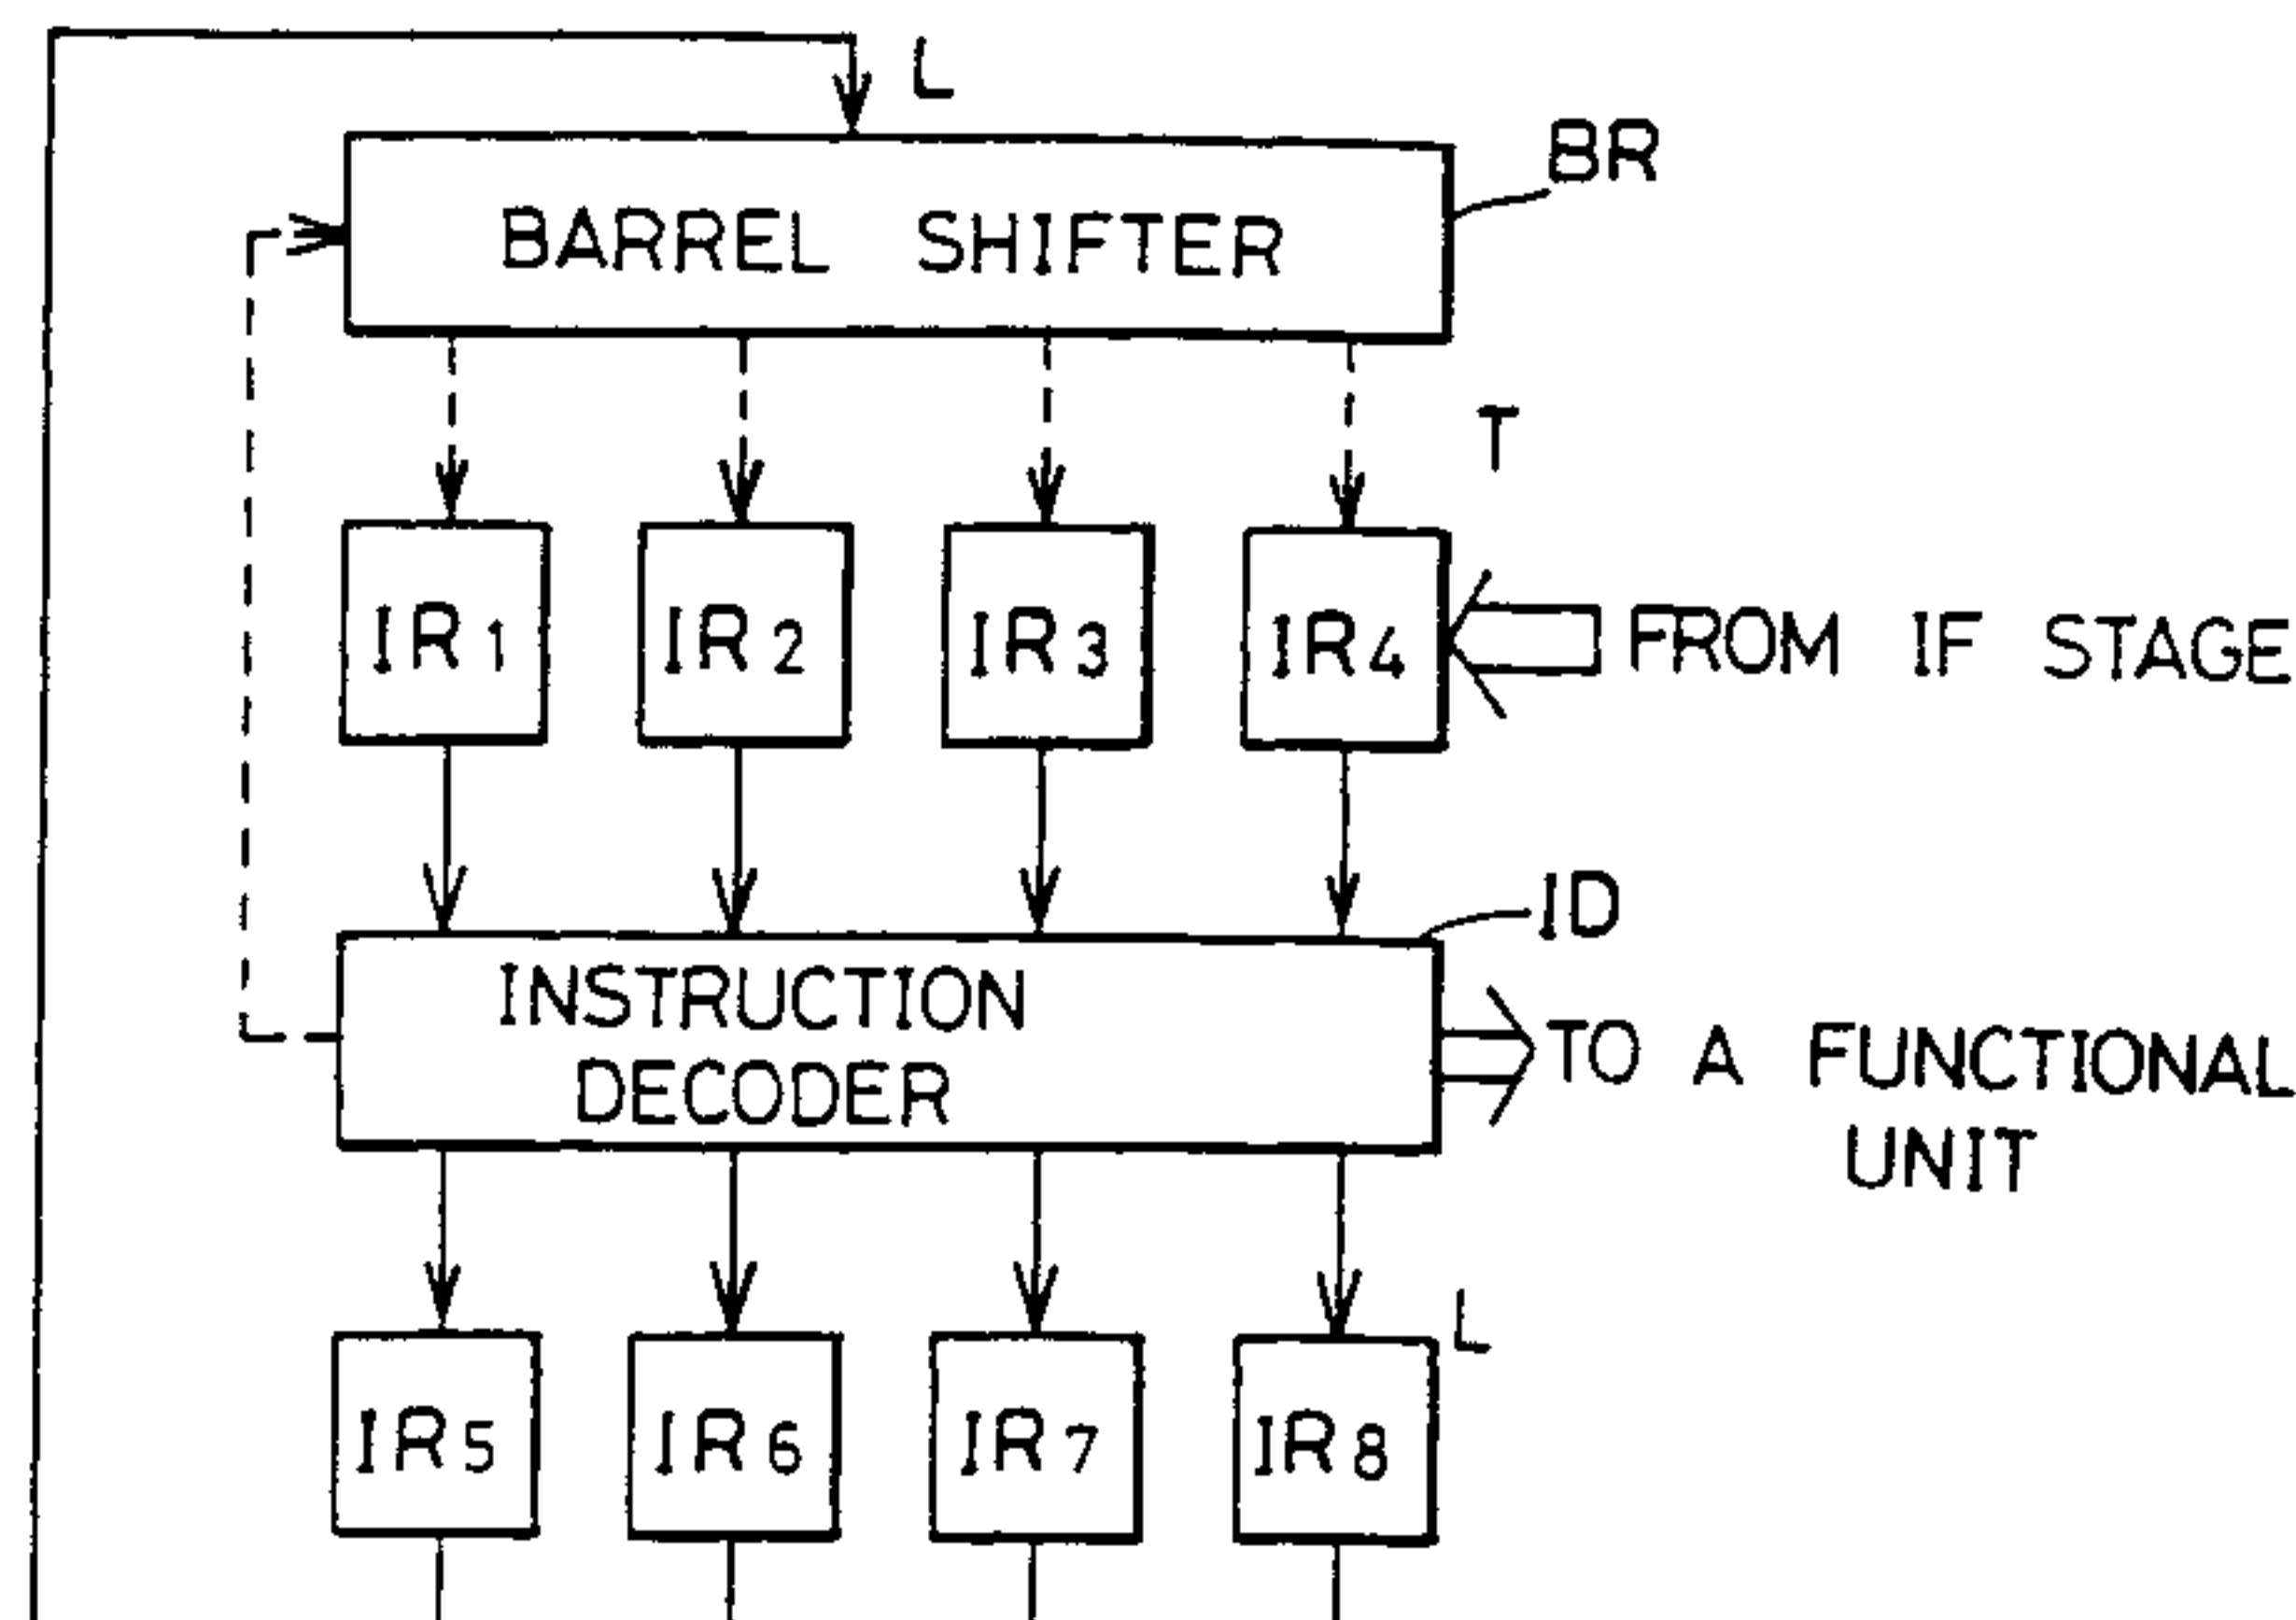 L
BR
BARREL SHIFTER
T
IR1 IR2 IR3 IR4 FROM IF STAGE
ID
INSTRUCTION
DECODER
TO A FUNCTIONAL
UNIT
L
IR5 IR6 IR7 IR8